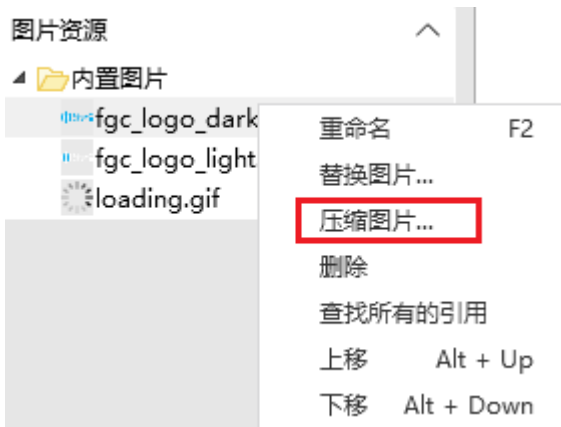 图片资源
内置图片
fgc_logo_dark
fgc_logo_light
loading.gif
重命名 F2
替换图片...
压缩图片...
删除
查找所有的引用
上移 Alt + Up
下移 Alt + Down